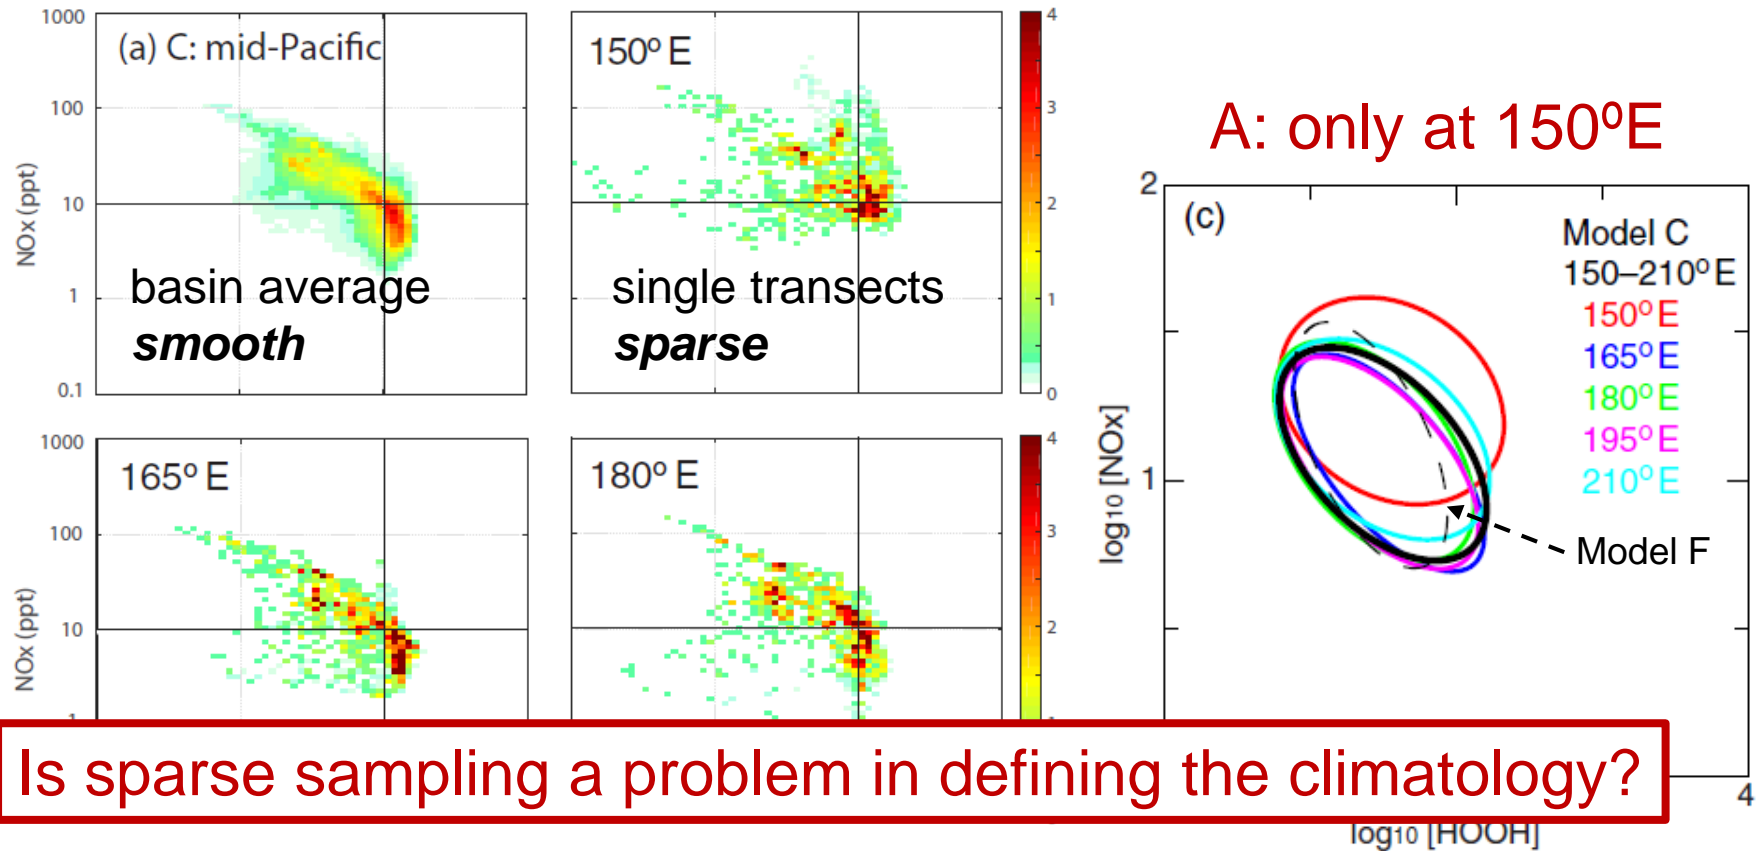 1000
100
10
1
0.1
NOx (ppt)
(a) C: mid-Pacific
basin average
smooth
150º E
single transects
sparse
4
3
2
1
0
1000
100
10
1
NOx (ppt)
165º E
180º E
4
3
2
A: only at 150ºE
2
1
(c)
Model C
150–210º E
150º E
165º E
180º E
195º E
210º E
log10 [NOx]
Model F
Is sparse sampling a problem in defining the climatology?
4
log10 [HOOH]